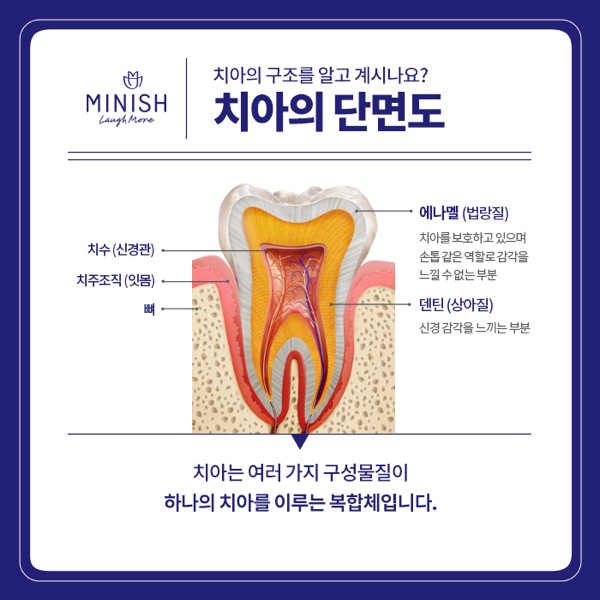 MINISH
Laugh More
치아의 구조를 알고 계시나요?
치아의 단면도
치수 (신경관)
치주조직 (잇몸)
뼈
에나멜 (법랑질)
치아를 보호하고 있으며
손톱 같은 역할로 감각을
느낄 수 없는 부분
덴틴 (상아질)
신경 감각을 느끼는 부분
치아는 여러 가지 구성물질이
하나의 치아를 이루는 복합체입니다.